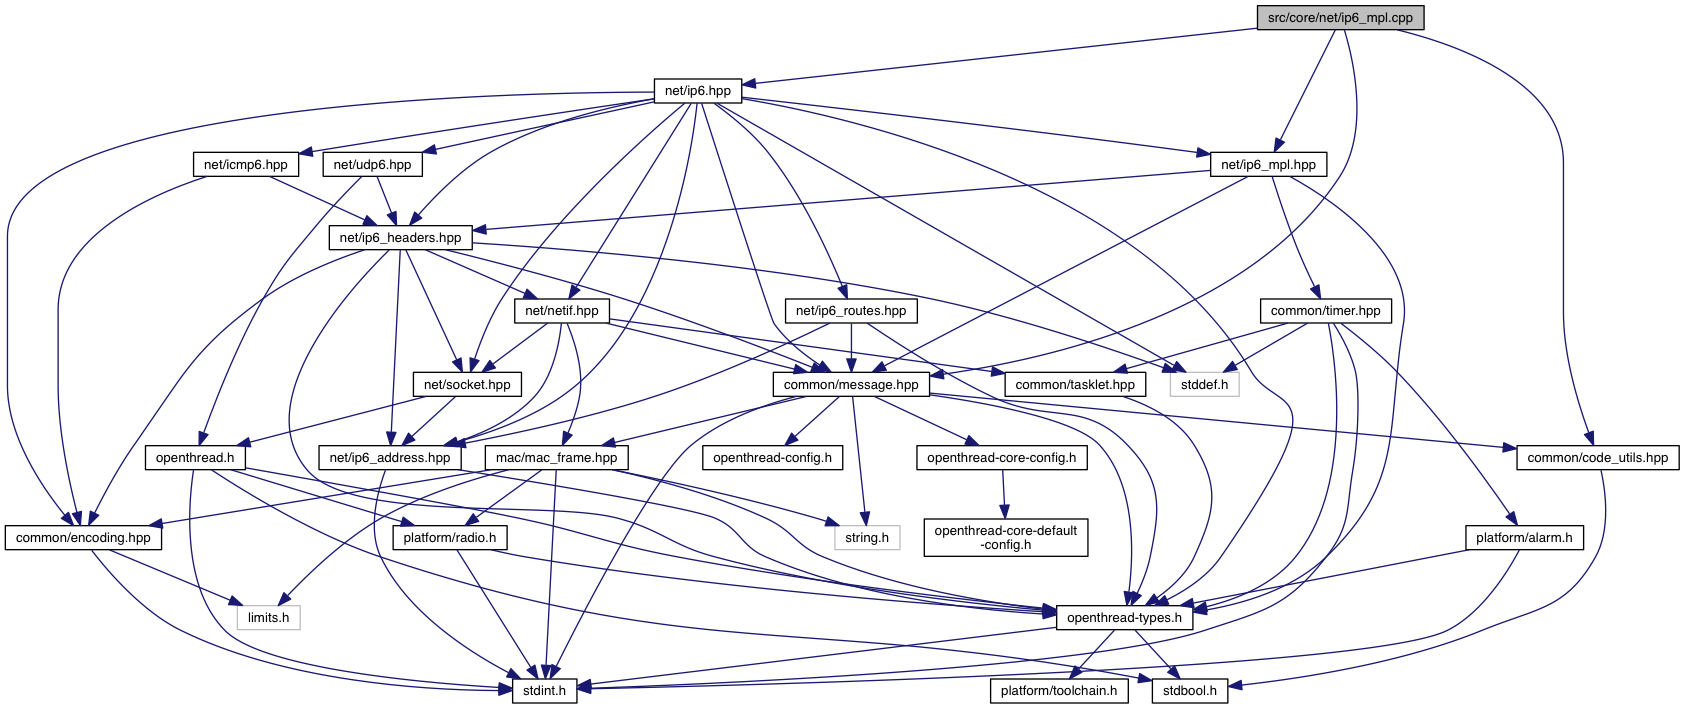 src/core/net/ip6_mpl.cpp
net/ip6.hpp
net/icmp6.hpp
net/udp6.hpp
net/ip6_mpl.hpp
net/ip6_headers.hpp
net/netif.hpp
net/ip6_routes.hpp
common/timer.hpp
net/socket.hpp
common/message.hpp
common/tasklet.hpp
stddef.h
openthread.h
net/ip6_address.hpp
mac/mac_frame.hpp
openthread-config.h
openthread-core-config.h
common/code_utils.hpp
common/encoding.hpp
platform/radio.h
string.h
openthread-core-default
-config.h
platform/alarm.h
limits.h
openthread-types.h
stdint.h
platform/toolchain.h
stdbool.h